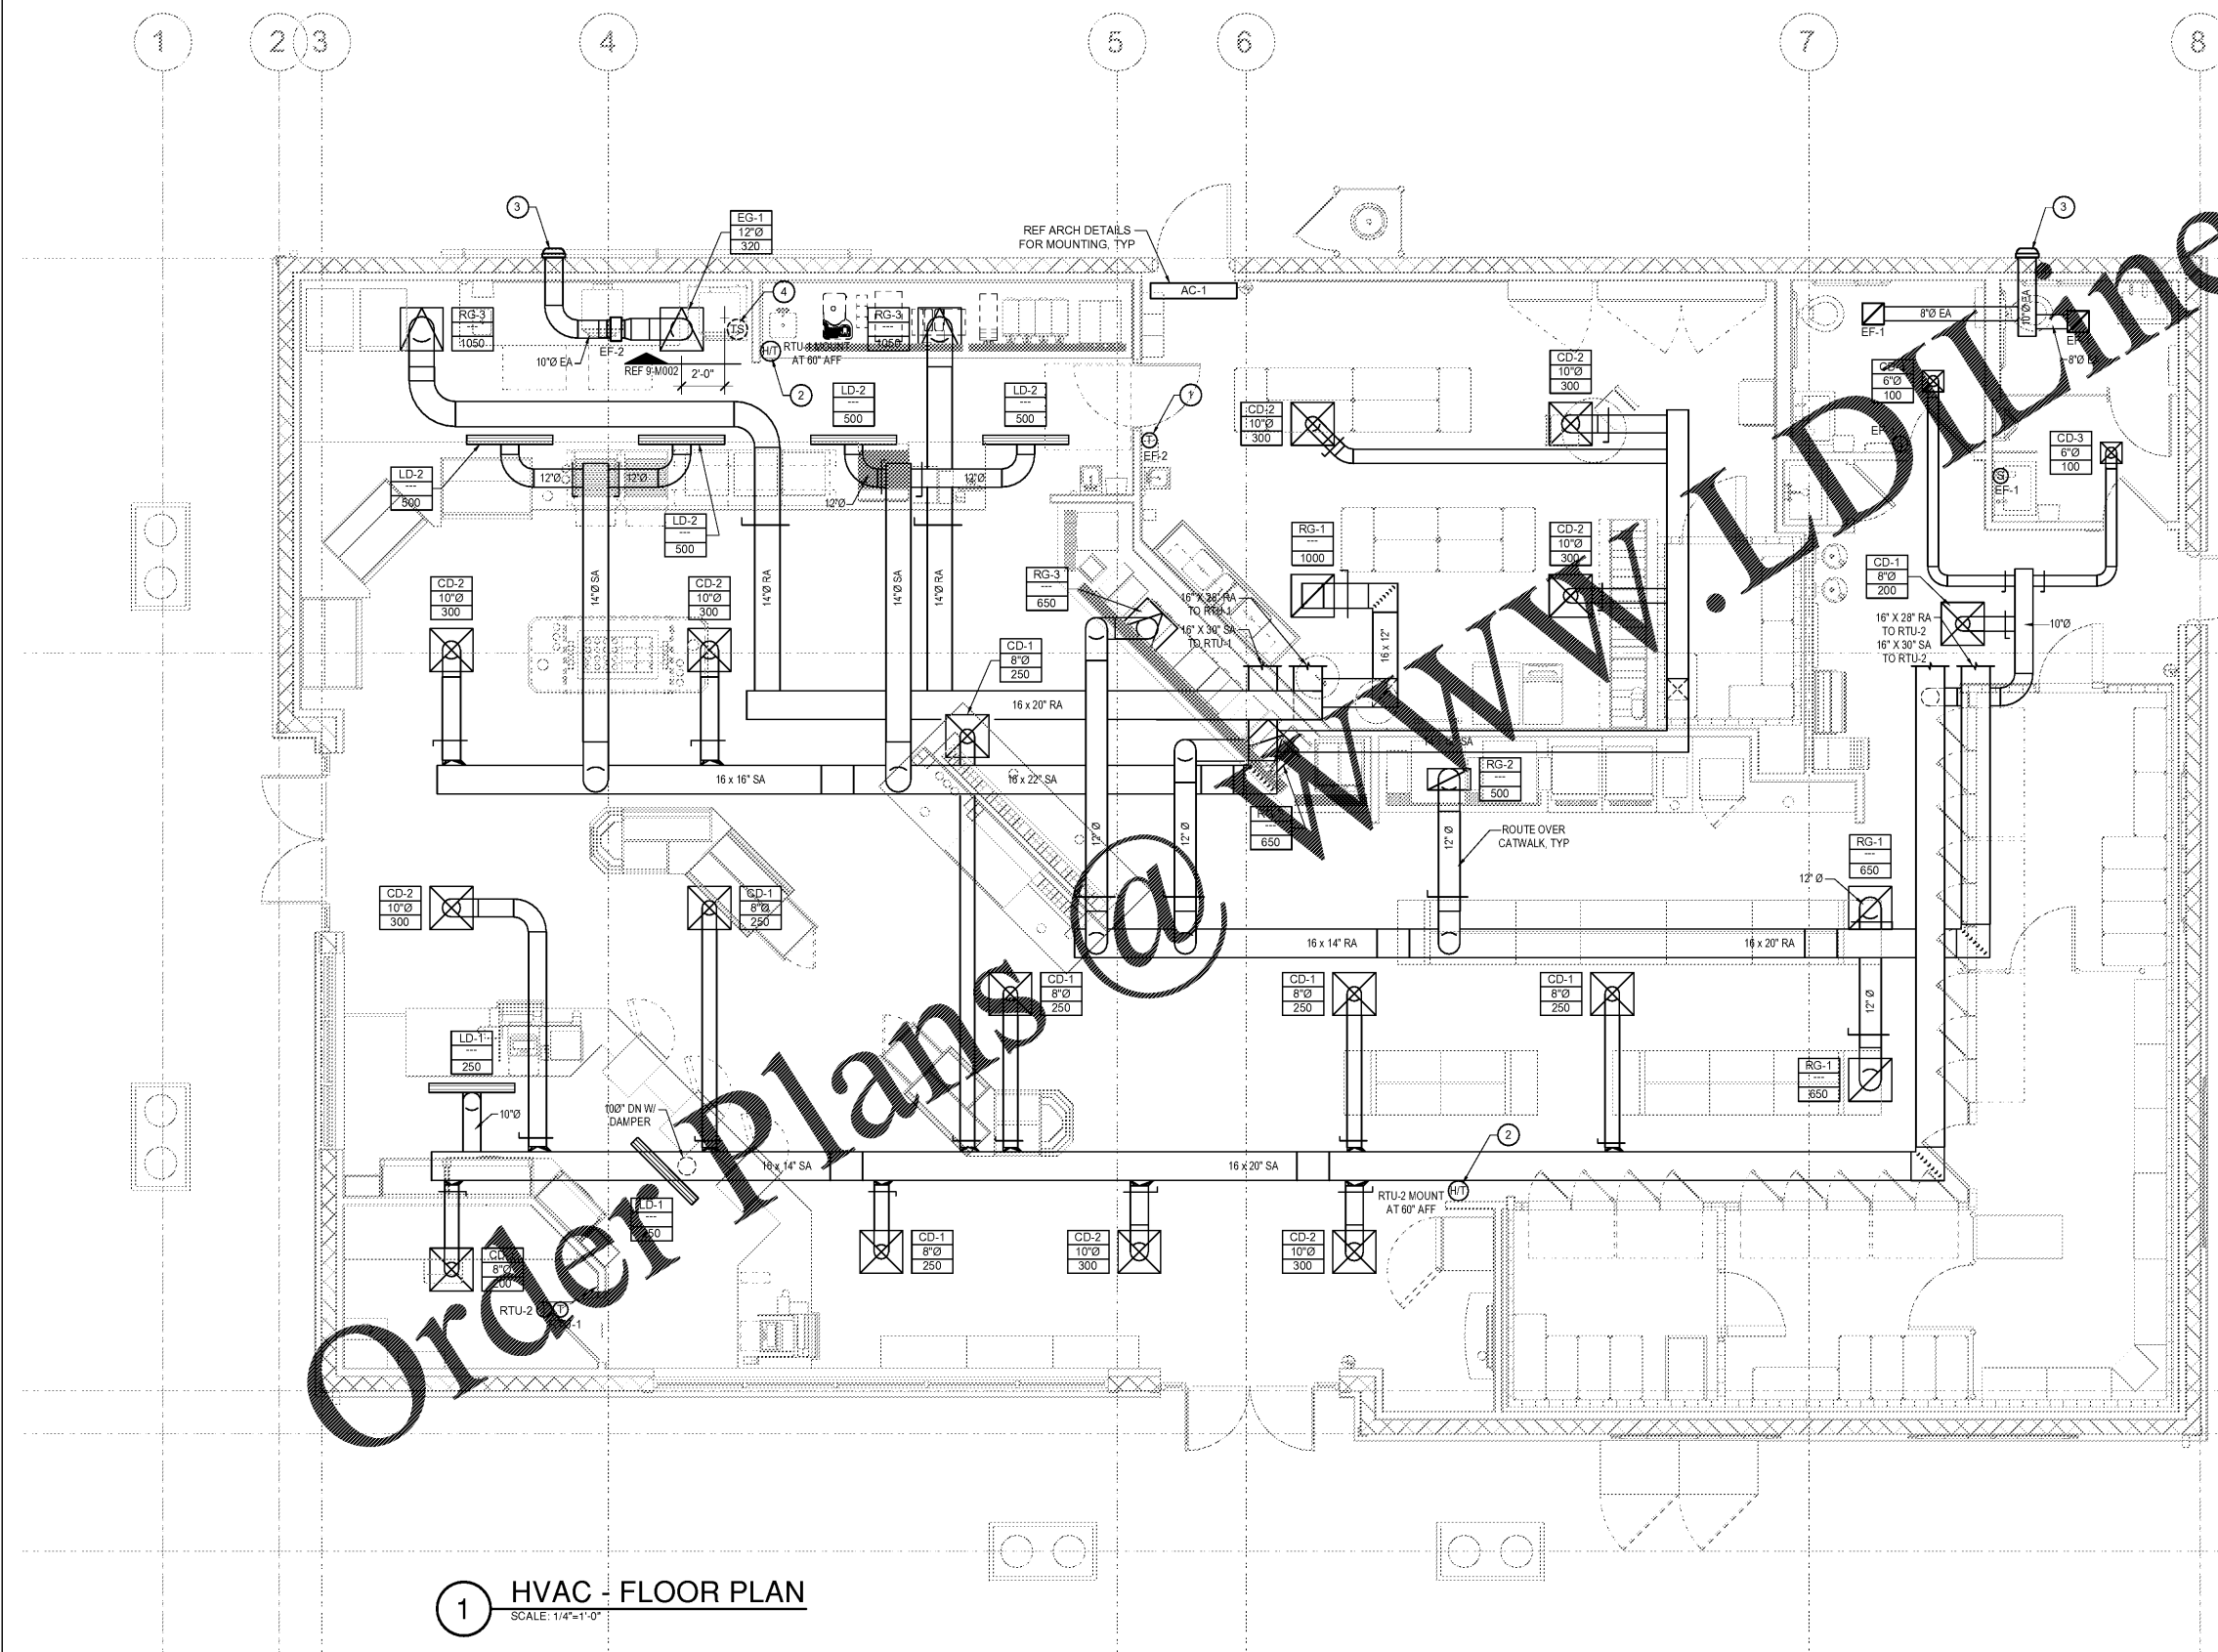 1
2
3
4
5
6
7
8
3
EG-1
12"Ø
320
REF ARCH DETAILS
FOR MOUNTING, TYP
3
AC-1
4
RG-3
---
1050
10"Ø EA
EF-2
REF 9-M002
2'-0"
TS
H/T
RTU-1 MOUNT
AT 60" AFF
2
RG-3
---
1050
EF-1
8"Ø EA
10"Ø EA
8"Ø
LD-2
---
500
LD-2
---
500
CD-2
10"Ø
300
CD-2
10"Ø
300
6"Ø
100
CD-3
6"Ø
100
1
T
EF-2
S
EF-1
LD-2
---
500
12"Ø
12"Ø
12"Ø
12"Ø
LD-2
---
500
RG-1
---
1000
CD-2
10"Ø
300
CD-2
10"Ø
300
CD-2
10"Ø
300
14"Ø SA
14"Ø RA
14"Ø SA
14"Ø RA
RG-3
---
650
16" X 28" RA
TO RTU-1
16" X 30" SA
TO RTU-1
16 x 12"
CD-1
8"Ø
200
16" X 28" RA
TO RTU-2
16" X 30" SA
TO RTU-2
10"Ø
CD-1
8"Ø
250
16 x 20" RA
16 x 16" SA
16 x 22" SA
SA
RG-2
---
500
12" Ø
12" Ø
12" Ø
650
ROUTE OVER
CATWALK, TYP
RG-1
---
650
12" Ø
CD-2
10"Ø
300
CD-1
8"Ø
250
16 x 14" RA
16 x 20" RA
CD-1
8"Ø
250
CD-1
8"Ø
250
CD-1
8"Ø
250
12" Ø
LD-1
---
250
10"Ø
10Ø" DN W/
DAMPER
RG-1
---
650
16 x 14" SA
16 x 20" SA
2
RTU-2 MOUNT
AT 60" AFF
H/T
LD-1
---
250
8"Ø
200
CD-1
8"Ø
250
CD-2
10"Ø
300
CD-2
10"Ø
300
RTU-2
T
Order Plans @ www.LDILine
1
HVAC - FLOOR PLAN
SCALE: 1/4"=1'-0"